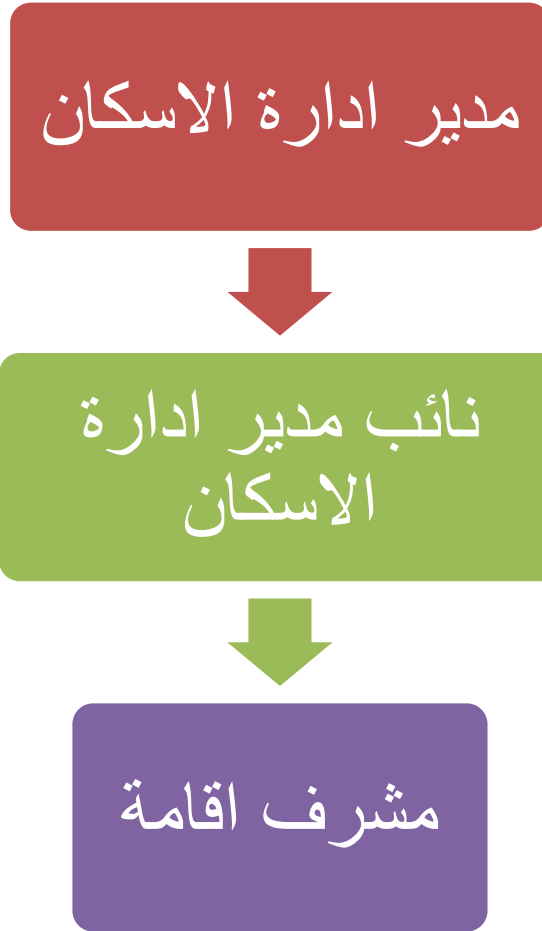 مدير ادارة الاسكان
نائب مدير ادارة
الاسكان
مشرف اقامة